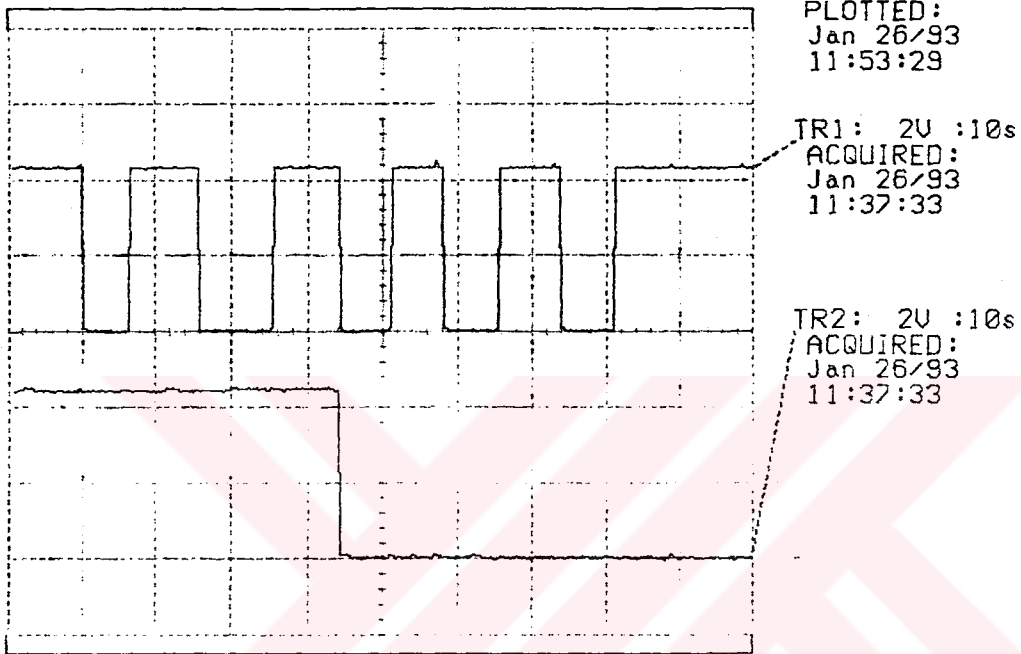 PLOTTED:
Jan 26/93
11:53:29
TR1: 2V :10s
ACQUIRED:
Jan 26/93
11:37:33
TR2: 2V :10s
ACQUIRED:
Jan 26/93
11:37:33